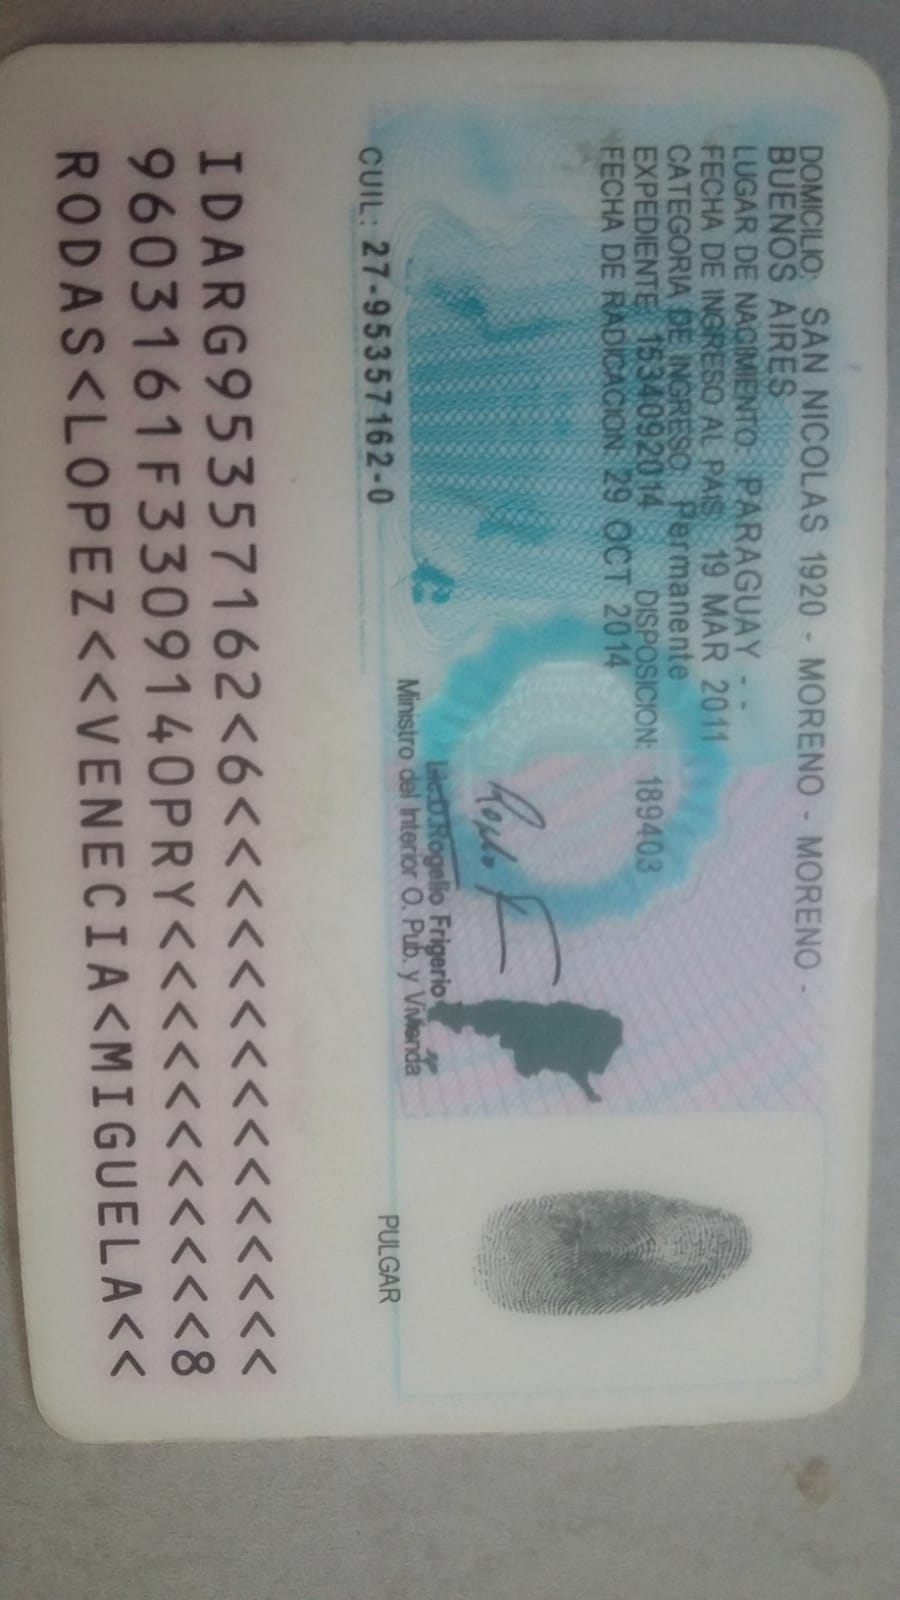 DOMICILIO: SAN NICOLAS 1920 - MORENO - MORENO -
BUENOS AIRES
LUGAR DE NACIMIENTO: PARAGUAY - -
FECHA DE INGRESO AL PAIS: 19 MAR 2011
CATEGORIA DE INGRESO: Permanente
EXPEDIENTE: 1534092014 DISPOSICION: 189403
FECHA DE RADICACION: 29 OCT 2014
Lic.D.Rogelio Frigerio
Ministro del Interior O. Pub. y Vivienda
CUIL: 27-95357162-0
PULGAR
IDARG95357162<6<<<<<<<<<<<<<<<
9603161F3309140PRY<<<<<<<<<<<8
RODAS<LOPEZ<<VENECIA<MIGUELA<<